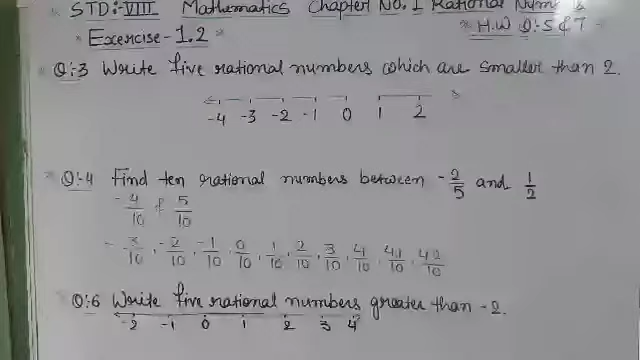 STD:-VIII Mathematics Chapter No. 1 Rational Num
Exercise-1.2 H.W Q:5 & 7
Q:3 Write five rational numbers which are smaller than 2.
-4 -3 -2 -1 0 1 2
Q:4 Find ten rational numbers between -2/5 and 1/2
-4/10 & 5/10
-3/10, -2/10, -1/10, 0/10, 1/10, 2/10, 3/10, 4/10, 41/10, 42/10
Q:6 Write five rational numbers greater than -2.
-2 -1 0 1 2 3 4